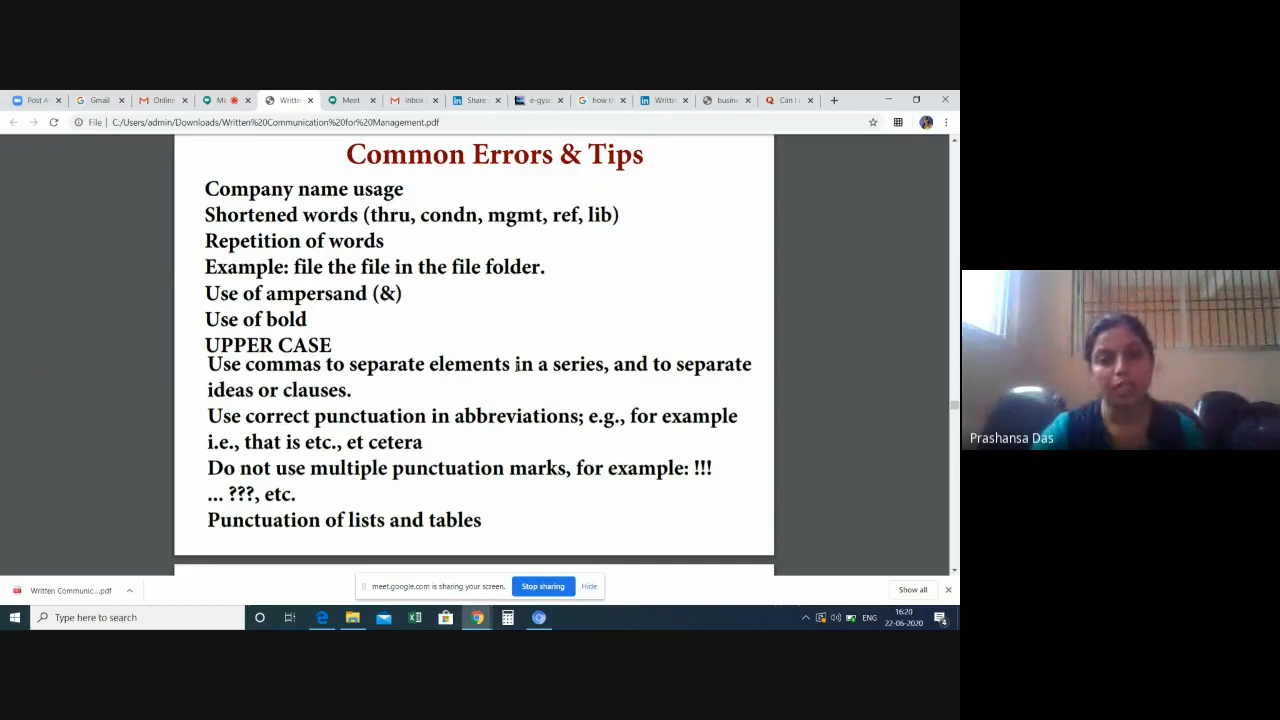 Post A
Gmail
Online
Me
Written
Meet
Inbox
Share
e-gyan
how th
Written
busine
Can I
File
C:/Users/admin/Downloads/Written%20Communication%20for%20Management.pdf
Common Errors & Tips
Company name usage
Shortened words (thru, condn, mgmt, ref, lib)
Repetition of words
Example: file the file in the file folder.
Use of ampersand (&)
Use of bold
UPPER CASE
Use commas to separate elements in a series, and to separate
ideas or clauses.
Use correct punctuation in abbreviations; e.g., for example
i.e., that is etc., et cetera
Do not use multiple punctuation marks, for example: !!!
... ???, etc.
Punctuation of lists and tables
Prashansa Das
Written Communic....pdf
meet.google.com is sharing your screen.
Stop sharing
Hide
Show all
Type here to search
ENG
16:20
22-06-2020